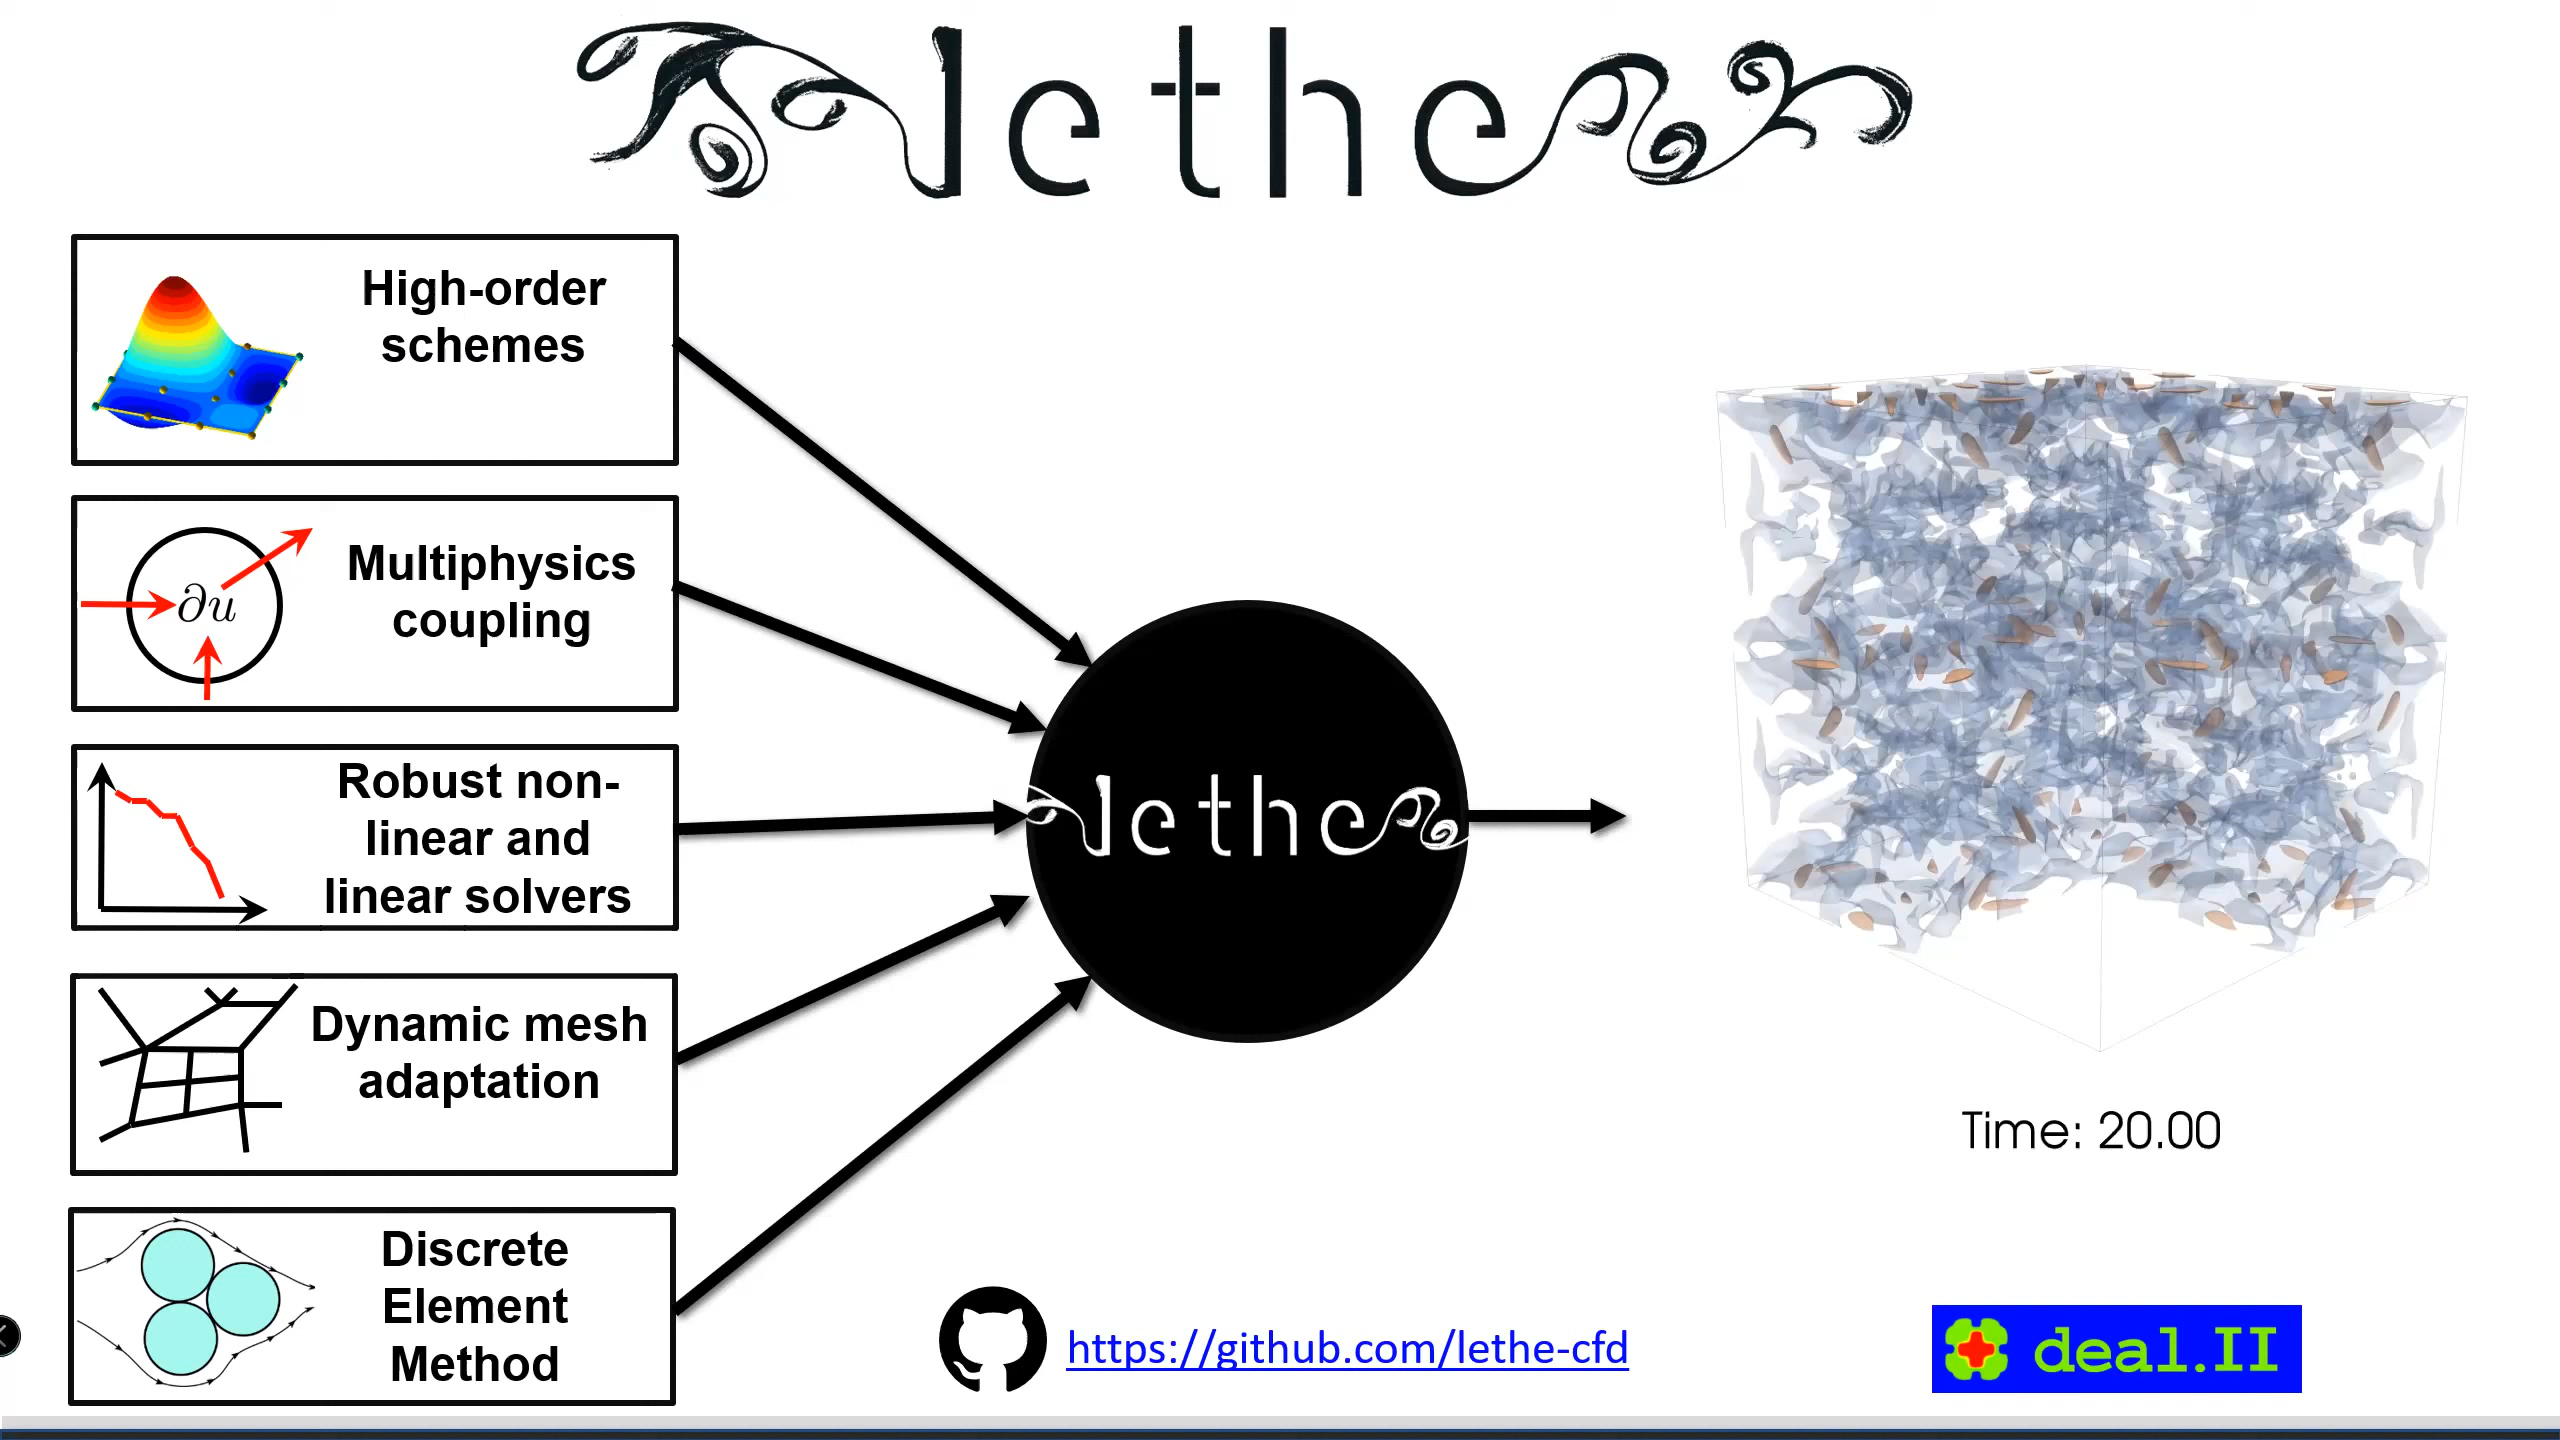 lethe
High-order
schemes
∂u
Multiphysics
coupling
Robust non-
linear and
linear solvers
Dynamic mesh
adaptation
Discrete
Element
Method
lethe
Time: 20.00
https://github.com/lethe-cfd
deal.II